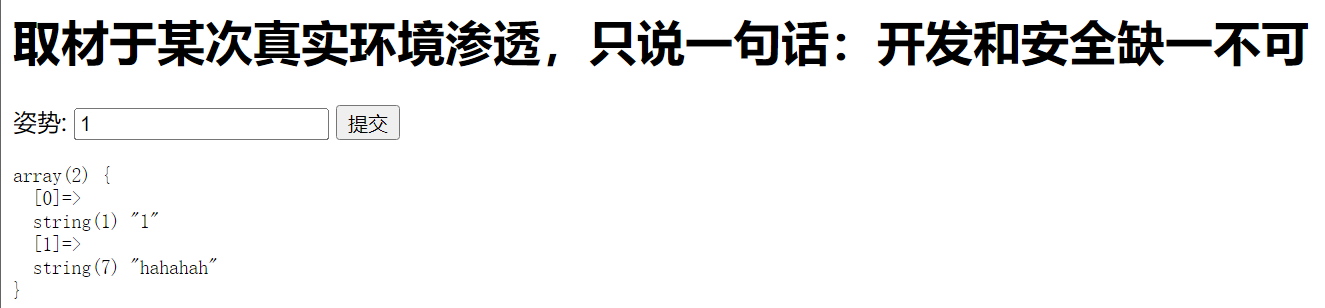 取材于某次真实环境渗透，只说一句话：开发和安全缺一不可
姿势: 1 提交
array(2) {
  [0]=>
  string(1) "1"
  [1]=>
  string(7) "hahahah"
}